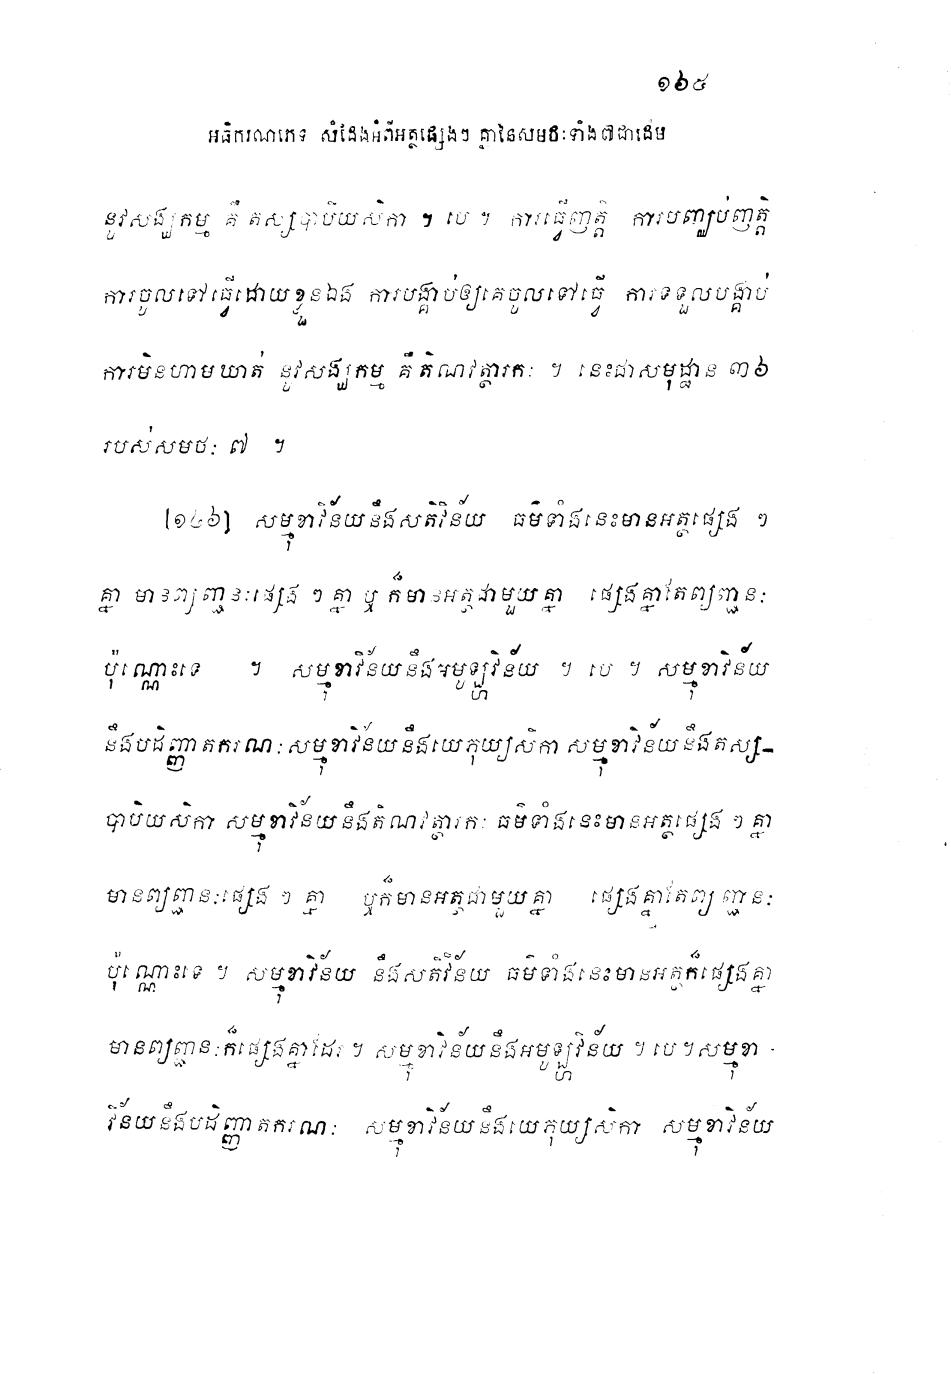 ១៦៥
អធិករណភេទ សំដែងអំពីអត្ថផ្សេងៗ គ្នានៃសមថៈទាំង៧ជាដើម
នូវសង្ឃកម្ម គឺ តស្សបាបិយសិកា ។ បេ ។ ការធ្វើញត្តិ ការបញ្ឈប់ញត្តិ
ការចូលទៅធ្វើដោយខ្លួនឯង ការបង្គាប់ឲ្យគេចូលទៅធ្វើ ការទទួលបង្គាប់
ការមិនហាមឃាត់ នូវសង្ឃកម្ម គឺតិណវត្ថារកៈ ។ នេះជាសមុដ្ឋាន ៣៦
របស់សមថៈ ៧ ។
[១៤៦] សម្មុខាវិន័យនឹងសតិវិន័យ ធម៌ទាំងនេះមានអត្ថផ្សេង ៗ
គ្នា មានព្យញ្ជនៈផ្សេង ៗ គ្នា ឬ ក៏មានអត្ថជាមួយគ្នា ផ្សេងគ្នាតែព្យញ្ជនៈ
ប៉ុណ្ណោះទេ ។ សម្មុខាវិន័យនឹងអមូឡ្ហវិន័យ ។ បេ ។ សម្មុខាវិន័យ
នឹងបដិញ្ញាតករណៈ សម្មុខាវិន័យនឹងយេភុយ្យសិកា សម្មុខាវិន័យនឹងតស្ស-
បាបិយសិកា សម្មុខាវិន័យនឹងតិណវត្ថារកៈ ធម៌ទាំងនេះមានអត្ថផ្សេង ៗ គ្នា
មានព្យញ្ជនៈផ្សេង ៗ គ្នា ឬក៏មានអត្ថជាមួយគ្នា ផ្សេងគ្នាតែព្យញ្ជនៈ
ប៉ុណ្ណោះទេ ។ សម្មុខាវិន័យ នឹងសតិវិន័យ ធម៌ទាំងនេះមានអត្ថក៏ផ្សេងគ្នា
មានព្យញ្ជនៈក៏ផ្សេងគ្នាដែរ ។ សម្មុខាវិន័យនឹងអមូឡ្ហវិន័យ ។ បេ ។ សម្មុខា-
វិន័យនឹងបដិញ្ញាតករណៈ សម្មុខាវិន័យនឹងយេភុយ្យសិកា សម្មុខាវិន័យ